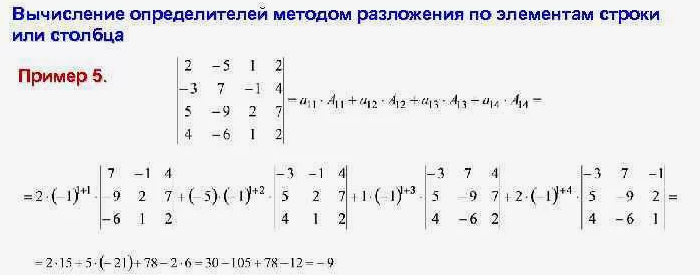 Вычисление определителей методом разложения по элементам строки
или столбца
Пример 5.
|2 −5 1 2|
|−3 7 −1 4|
|5 −9 2 7|
|4 −6 1 2| = a₁₁·A₁₁ + a₁₂·A₁₂ + a₁₃·A₁₃ + a₁₄·A₁₄ =
= 2·(−1)¹⁺¹·|7 −1 4; −9 2 7; −6 1 2| + (−5)·(−1)¹⁺²·|−3 −1 4; 5 2 7; 4 1 2| + 1·(−1)¹⁺³·|−3 7 4; 5 −9 7; 4 −6 2| + 2·(−1)¹⁺⁴·|−3 7 −1; 5 −9 2; 4 −6 1| =
= 2·15 + 5·(−21) + 78 − 2·6 = 30 − 105 + 78 − 12 = −9